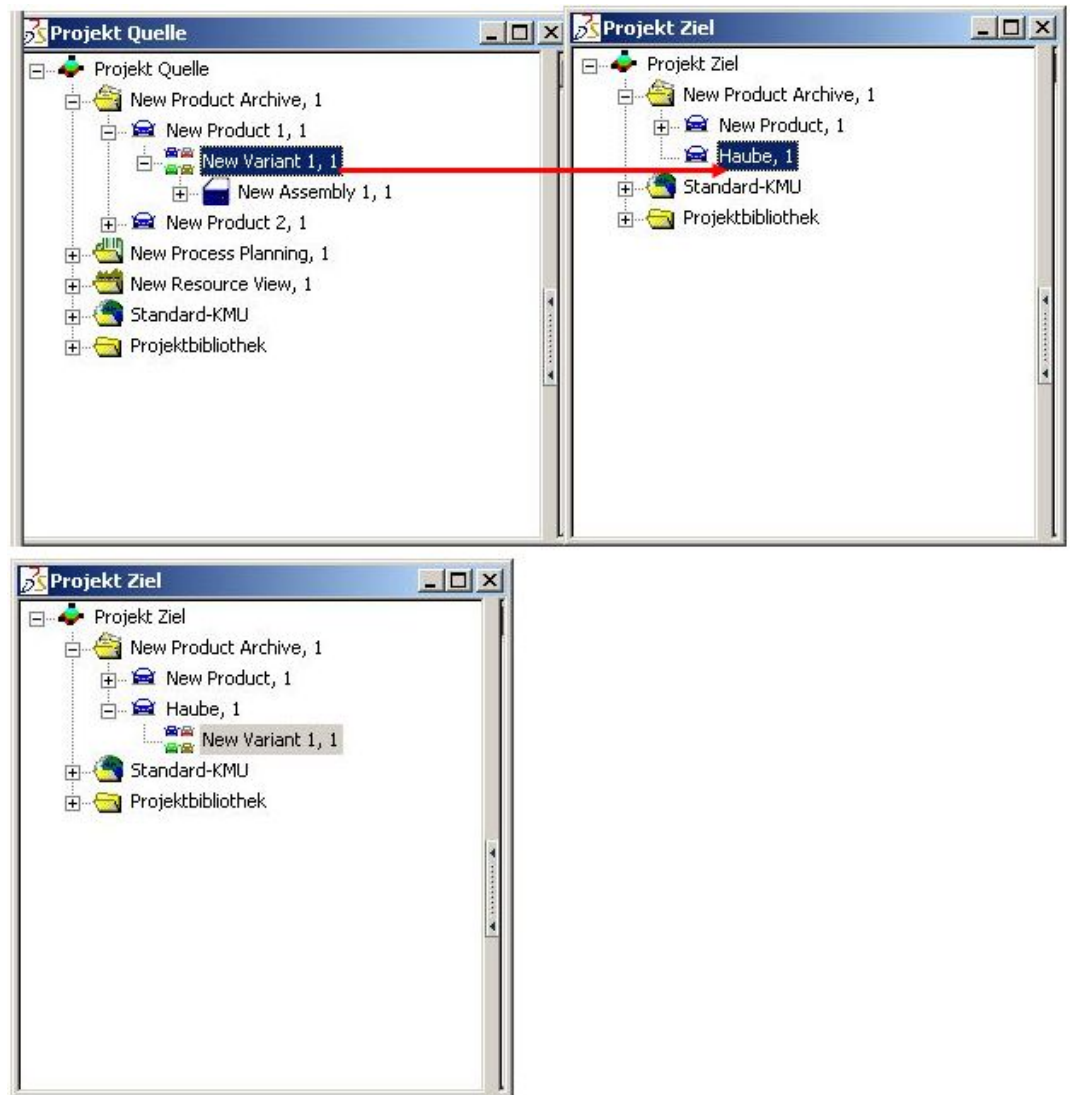 Projekt Quelle
Projekt Quelle
New Product Archive, 1
New Product 1, 1
New Variant 1, 1
New Assembly 1, 1
New Product 2, 1
New Process Planning, 1
New Resource View, 1
Standard-KMU
Projektbibliothek
Projekt Ziel
Projekt Ziel
New Product Archive, 1
New Product, 1
Haube, 1
Standard-KMU
Projektbibliothek
Projekt Ziel
Projekt Ziel
New Product Archive, 1
New Product, 1
Haube, 1
New Variant 1, 1
Standard-KMU
Projektbibliothek